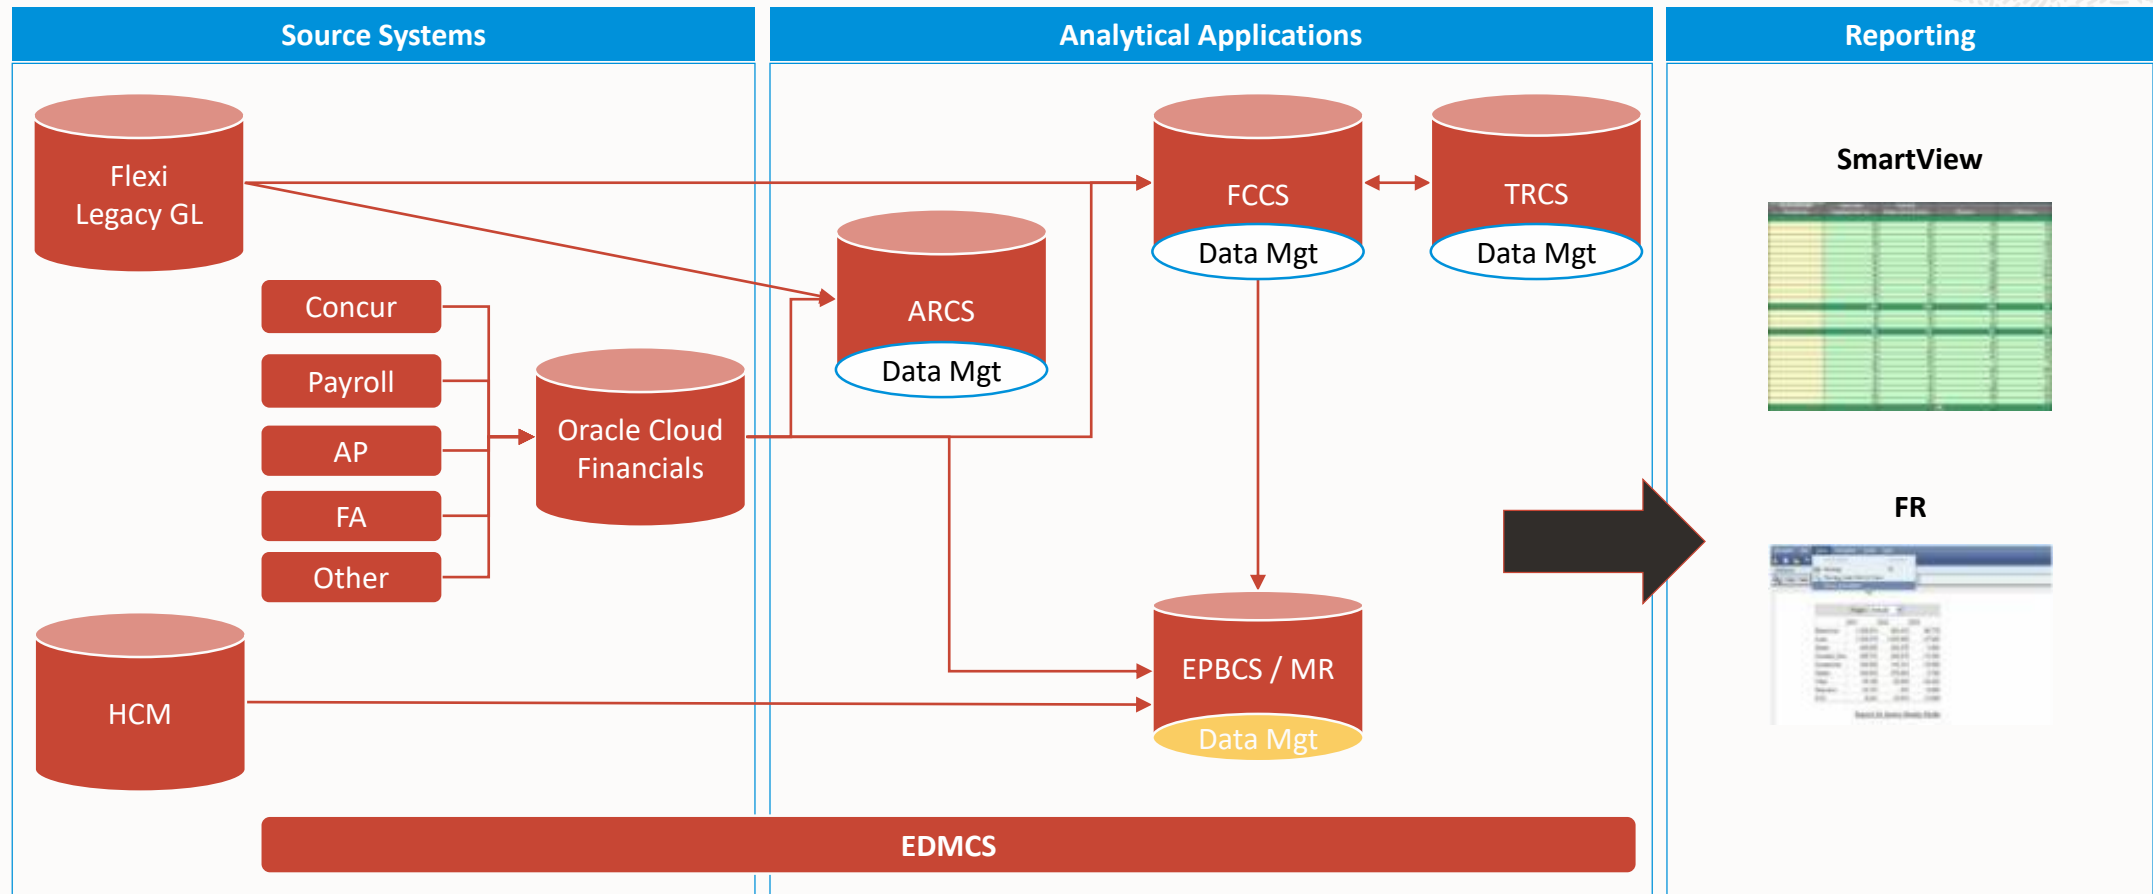 Source Systems
Analytical Applications
Reporting
Flexi
Legacy GL
Concur
Payroll
AP
FA
Other
Oracle Cloud
Financials
HCM
ARCS
Data Mgt
FCCS
Data Mgt
TRCS
Data Mgt
EPBCS / MR
Data Mgt
EDMCS
SmartView
FR